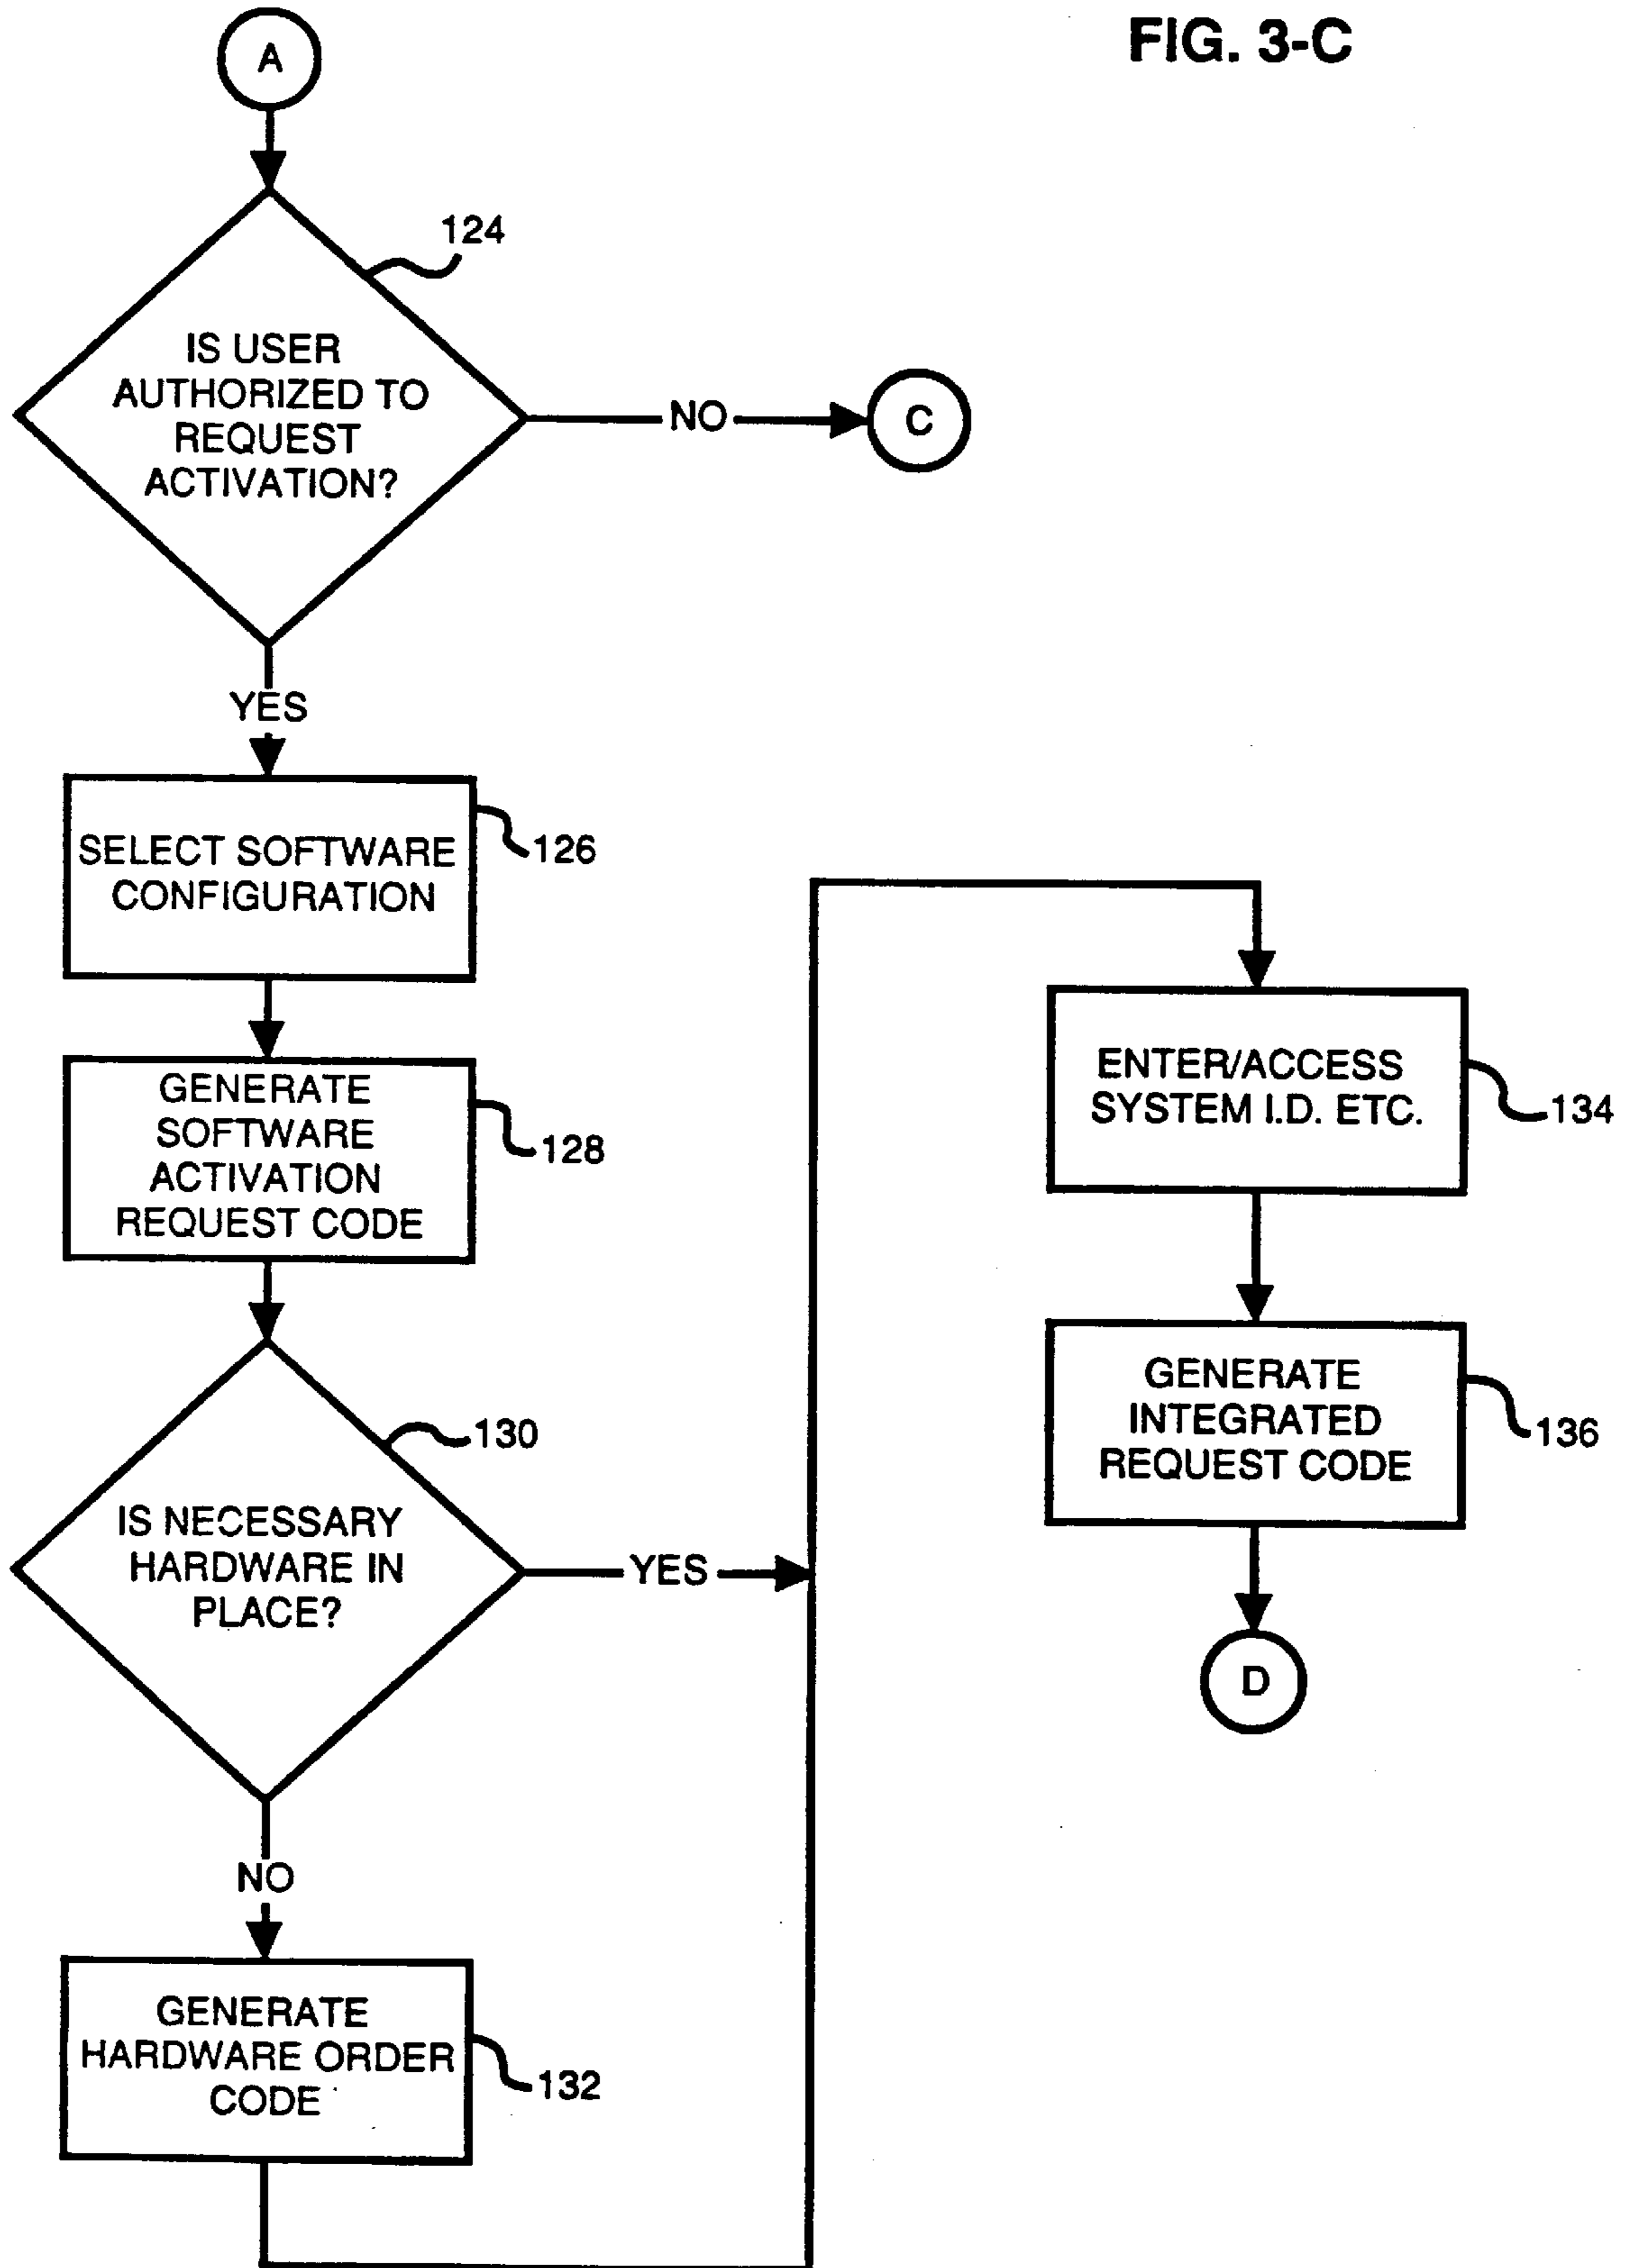 FIG. 3-C
A
124
IS USER
AUTHORIZED TO
REQUEST
ACTIVATION?
NO
C
YES
SELECT SOFTWARE
CONFIGURATION
126
GENERATE
SOFTWARE
ACTIVATION
REQUEST CODE
128
130
IS NECESSARY
HARDWARE IN
PLACE?
YES
NO
GENERATE
HARDWARE ORDER
CODE
132
ENTER/ACCESS
SYSTEM I.D. ETC.
134
GENERATE
INTEGRATED
REQUEST CODE
136
D